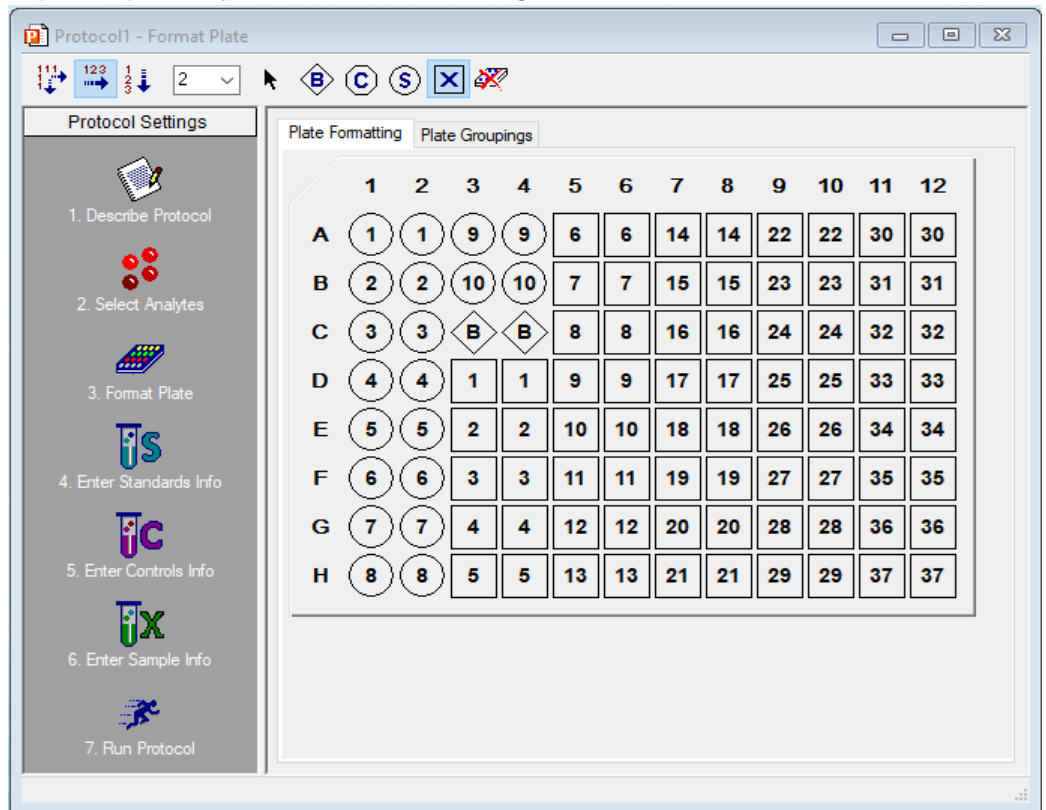 Protocol1 - Format Plate
111 1 1 123 1 2 3 2 B C S X
Protocol Settings
1. Describe Protocol
2. Select Analytes
3. Format Plate
S
4. Enter Standards Info
C
5. Enter Controls Info
X
6. Enter Sample Info
7. Run Protocol
Plate Formatting Plate Groupings
1 2 3 4 5 6 7 8 9 10 11 12
A 1 1 9 9 6 6 14 14 22 22 30 30
B 2 2 10 10 7 7 15 15 23 23 31 31
C 3 3 B B 8 8 16 16 24 24 32 32
D 4 4 1 1 9 9 17 17 25 25 33 33
E 5 5 2 2 10 10 18 18 26 26 34 34
F 6 6 3 3 11 11 19 19 27 27 35 35
G 7 7 4 4 12 12 20 20 28 28 36 36
H 8 8 5 5 13 13 21 21 29 29 37 37